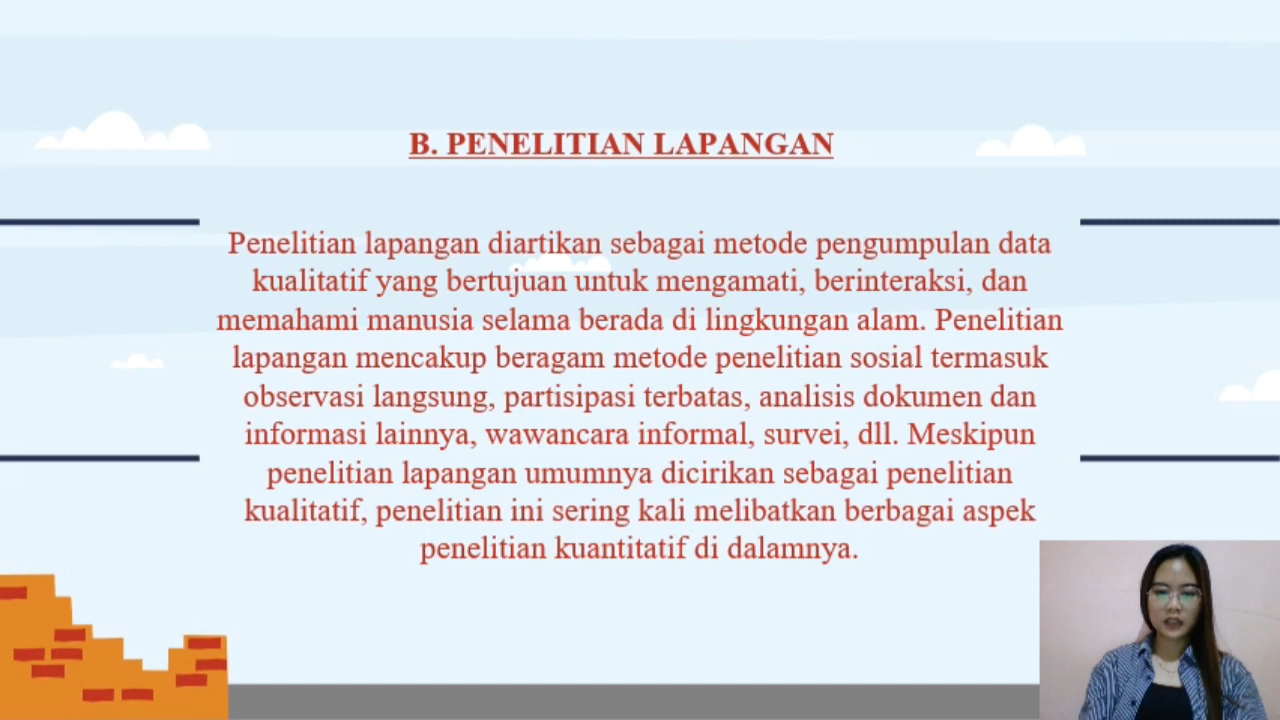 B. PENELITIAN LAPANGAN
Penelitian lapangan diartikan sebagai metode pengumpulan data
kualitatif yang bertujuan untuk mengamati, berinteraksi, dan
memahami manusia selama berada di lingkungan alam. Penelitian
lapangan mencakup beragam metode penelitian sosial termasuk
observasi langsung, partisipasi terbatas, analisis dokumen dan
informasi lainnya, wawancara informal, survei, dll. Meskipun
penelitian lapangan umumnya dicirikan sebagai penelitian
kualitatif, penelitian ini sering kali melibatkan berbagai aspek
penelitian kuantitatif di dalamnya.